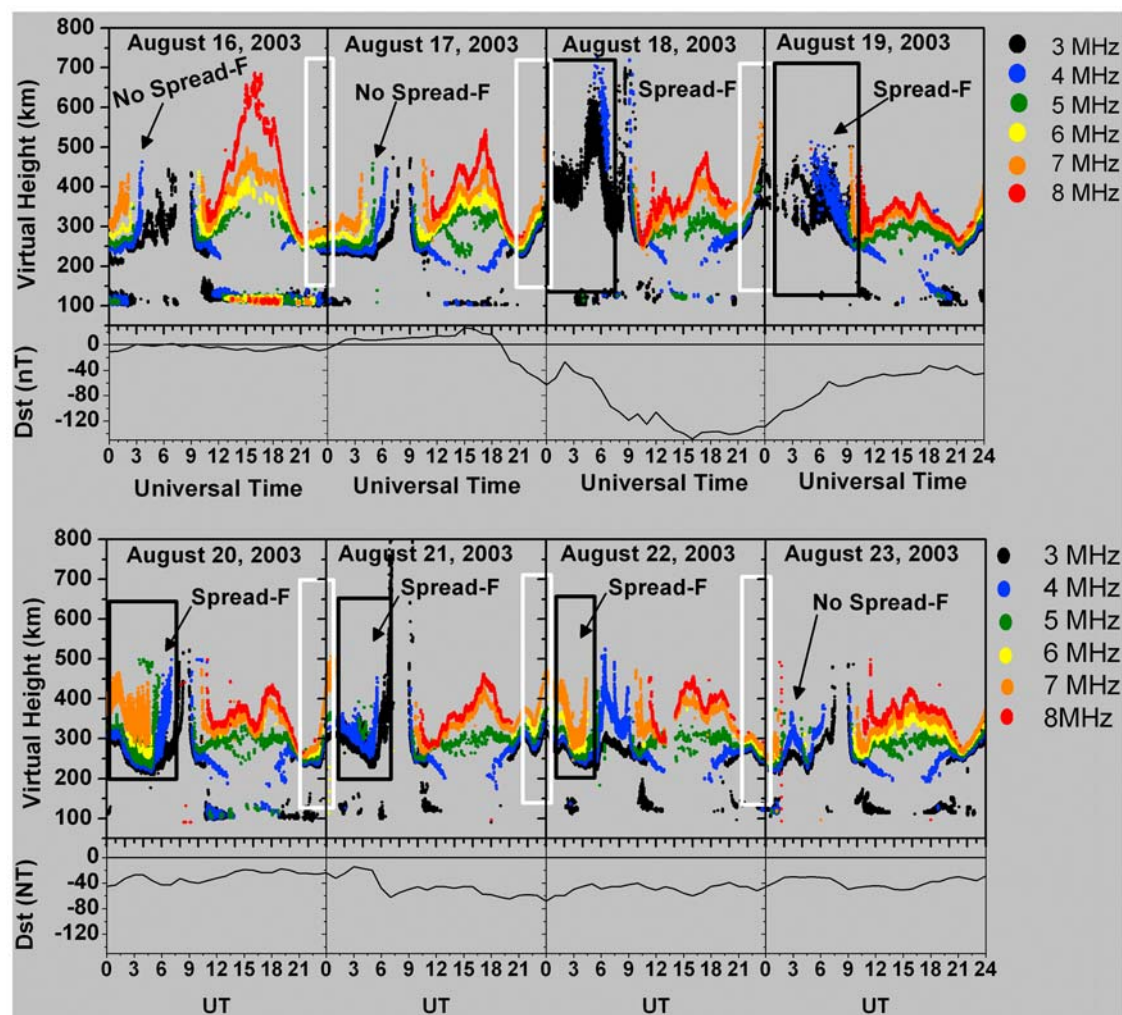 August 16, 2003 August 17, 2003 August 18, 2003 August 19, 2003
No Spread-F No Spread-F Spread-F Spread-F
Virtual Height (km)
800
700
600
500
400
300
200
100
3 MHz
4 MHz
5 MHz
6 MHz
7 MHz
8 MHz
Dst (nT)
0
-40
-80
-120
0 3 6 9 12 15 18 21 0 3 6 9 12 15 18 21 0 3 6 9 12 15 18 21 0 3 6 9 12 15 18 21 24
Universal Time Universal Time Universal Time Universal Time
August 20, 2003 August 21, 2003 August 22, 2003 August 23, 2003
Spread-F Spread-F Spread-F No Spread-F
Virtual Height (km)
800
700
600
500
400
300
200
100
3 MHz
4 MHz
5 MHz
6 MHz
7 MHz
8MHz
Dst (NT)
0
-40
-80
-120
0 3 6 9 12 15 18 21 0 3 6 9 12 15 18 21 0 3 6 9 12 15 18 21 0 3 6 9 12 15 18 21 24
UT UT UT UT